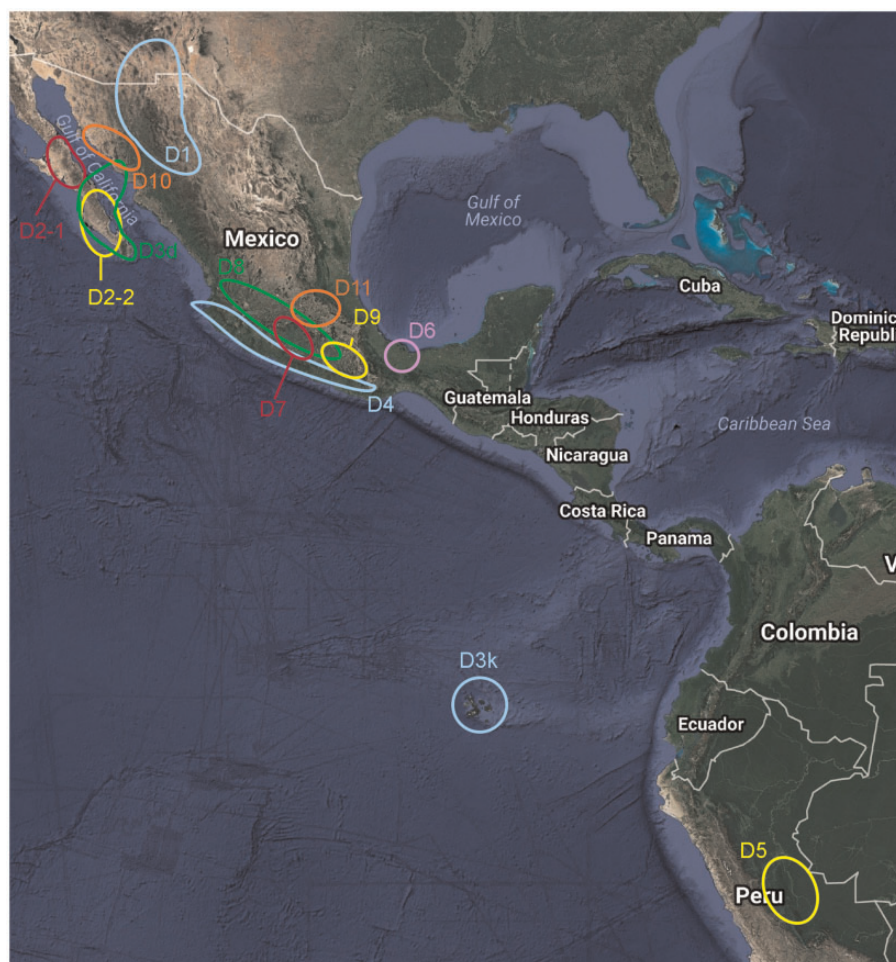 D1
Gulf of California
D10
D2-1
Gulf of
Mexico
Mexico
D3d
D8
D2-2
D11
D9
D6
Cuba
Dominic
Republi
D7
D4
Guatemala
Honduras
Caribbean Sea
Nicaragua
Costa Rica
Panama
V
Colombia
D3k
Ecuador
D5
Peru